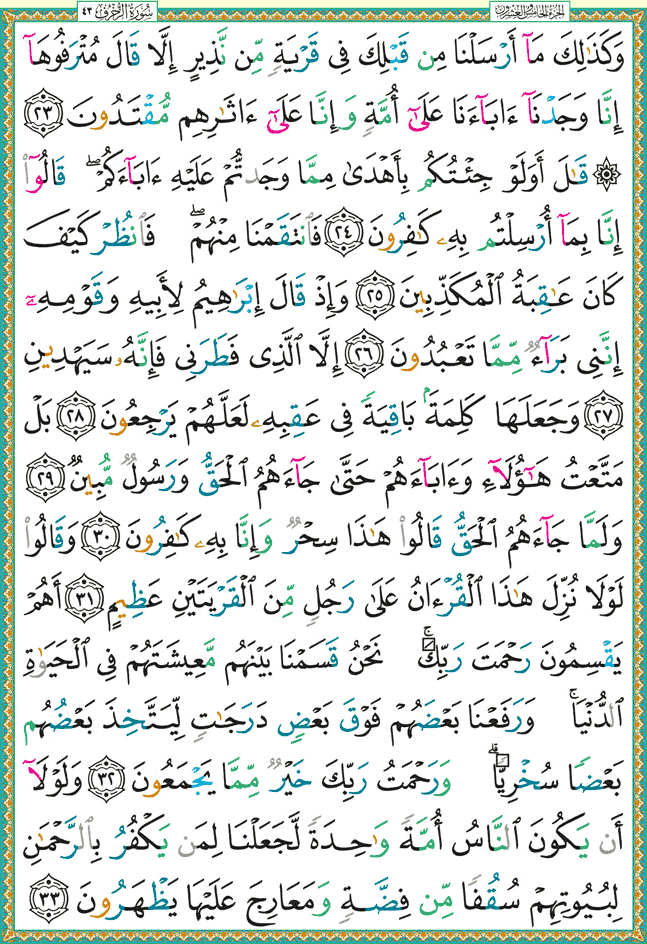 سُورَةُ الزُّخْرُفِ ٤٣
الجزء الخامس والعشرون
وَكَذَٰلِكَ مَآ أَرْسَلْنَا مِن قَبْلِكَ فِى قَرْيَةٍ مِّن نَّذِيرٍ إِلَّا قَالَ مُتْرَفُوهَآ
إِنَّا وَجَدْنَآ ءَابَآءَنَا عَلَىٰٓ أُمَّةٍ وَإِنَّا عَلَىٰٓ ءَاثَـٰرِهِم مُّقْتَدُونَ ﴿٢٣﴾
۞ قَـٰلَ أَوَلَوْ جِئْتُكُم بِأَهْدَىٰ مِمَّا وَجَدتُّمْ عَلَيْهِ ءَابَآءَكُمْ ۖ قَالُوٓا۟
إِنَّا بِمَآ أُرْسِلْتُم بِهِۦ كَـٰفِرُونَ ﴿٢٤﴾ فَٱنتَقَمْنَا مِنْهُمْ ۖ فَٱنظُرْ كَيْفَ
كَانَ عَـٰقِبَةُ ٱلْمُكَذِّبِينَ ﴿٢٥﴾ وَإِذْ قَالَ إِبْرَٰهِيمُ لِأَبِيهِ وَقَوْمِهِۦٓ
إِنَّنِى بَرَآءٌ مِّمَّا تَعْبُدُونَ ﴿٢٦﴾ إِلَّا ٱلَّذِى فَطَرَنِى فَإِنَّهُۥ سَيَهْدِينِ
﴿٢٧﴾ وَجَعَلَهَا كَلِمَةًۢ بَاقِيَةً فِى عَقِبِهِۦ لَعَلَّهُمْ يَرْجِعُونَ ﴿٢٨﴾ بَلْ
مَتَّعْتُ هَـٰٓؤُلَآءِ وَءَابَآءَهُمْ حَتَّىٰ جَآءَهُمُ ٱلْحَقُّ وَرَسُولٌ مُّبِينٌ ﴿٢٩﴾
وَلَمَّا جَآءَهُمُ ٱلْحَقُّ قَالُوا۟ هَـٰذَا سِحْرٌ وَإِنَّا بِهِۦ كَـٰفِرُونَ ﴿٣٠﴾ وَقَالُوا۟
لَوْلَا نُزِّلَ هَـٰذَا ٱلْقُرْءَانُ عَلَىٰ رَجُلٍ مِّنَ ٱلْقَرْيَتَيْنِ عَظِيمٍ ﴿٣١﴾ أَهُمْ
يَقْسِمُونَ رَحْمَتَ رَبِّكَ ۚ نَحْنُ قَسَمْنَا بَيْنَهُم مَّعِيشَتَهُمْ فِى ٱلْحَيَوٰةِ
ٱلدُّنْيَا ۚ وَرَفَعْنَا بَعْضَهُمْ فَوْقَ بَعْضٍ دَرَجَـٰتٍ لِّيَتَّخِذَ بَعْضُهُم
بَعْضًا سُخْرِيًّا ۗ وَرَحْمَتُ رَبِّكَ خَيْرٌ مِّمَّا يَجْمَعُونَ ﴿٣٢﴾ وَلَوْلَآ
أَن يَكُونَ ٱلنَّاسُ أُمَّةً وَٰحِدَةً لَّجَعَلْنَا لِمَن يَكْفُرُ بِٱلرَّحْمَـٰنِ
لِبُيُوتِهِمْ سُقُفًا مِّن فِضَّةٍ وَمَعَارِجَ عَلَيْهَا يَظْهَرُونَ ﴿٣٣﴾